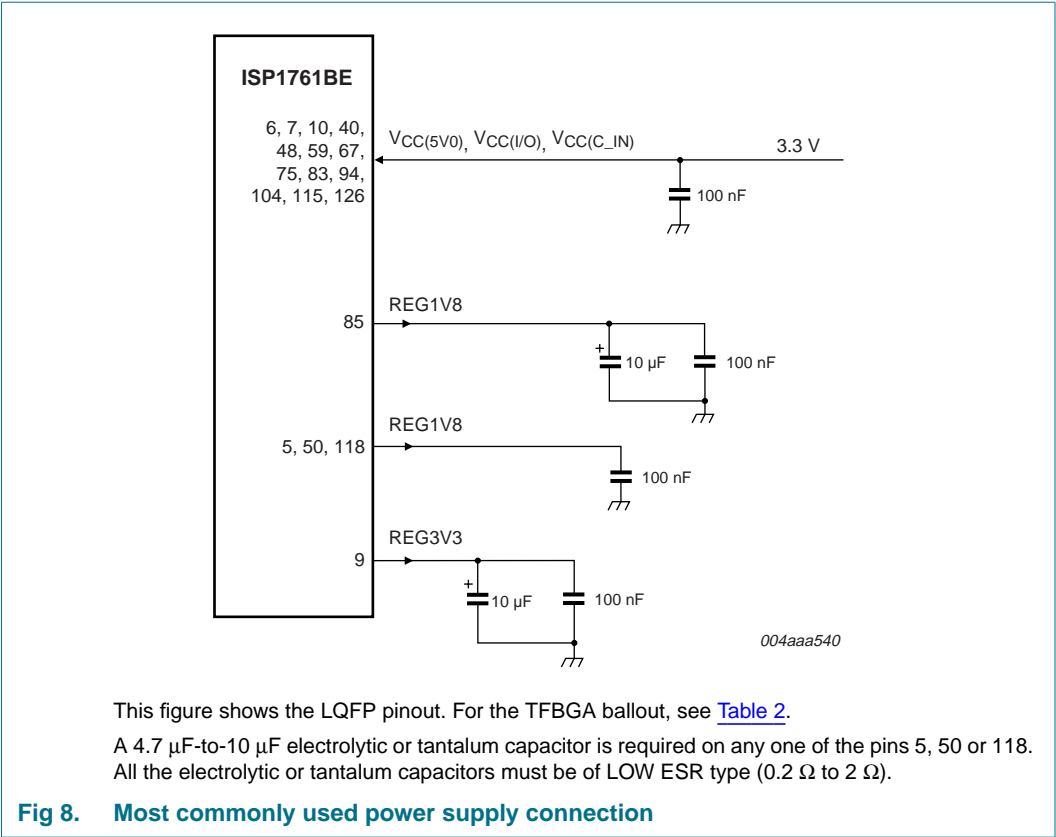 ISP1761BE
6, 7, 10, 40,
48, 59, 67,
75, 83, 94,
104, 115, 126
VCC(5V0), VCC(I/O), VCC(C_IN)
3.3 V
100 nF
85
REG1V8
+
10 µF
100 nF
5, 50, 118
REG1V8
100 nF
9
REG3V3
+
10 µF
100 nF
004aaa540
This figure shows the LQFP pinout. For the TFBGA ballout, see Table 2.
A 4.7 µF-to-10 µF electrolytic or tantalum capacitor is required on any one of the pins 5, 50 or 118.
All the electrolytic or tantalum capacitors must be of LOW ESR type (0.2 Ω to 2 Ω).
Fig 8. Most commonly used power supply connection